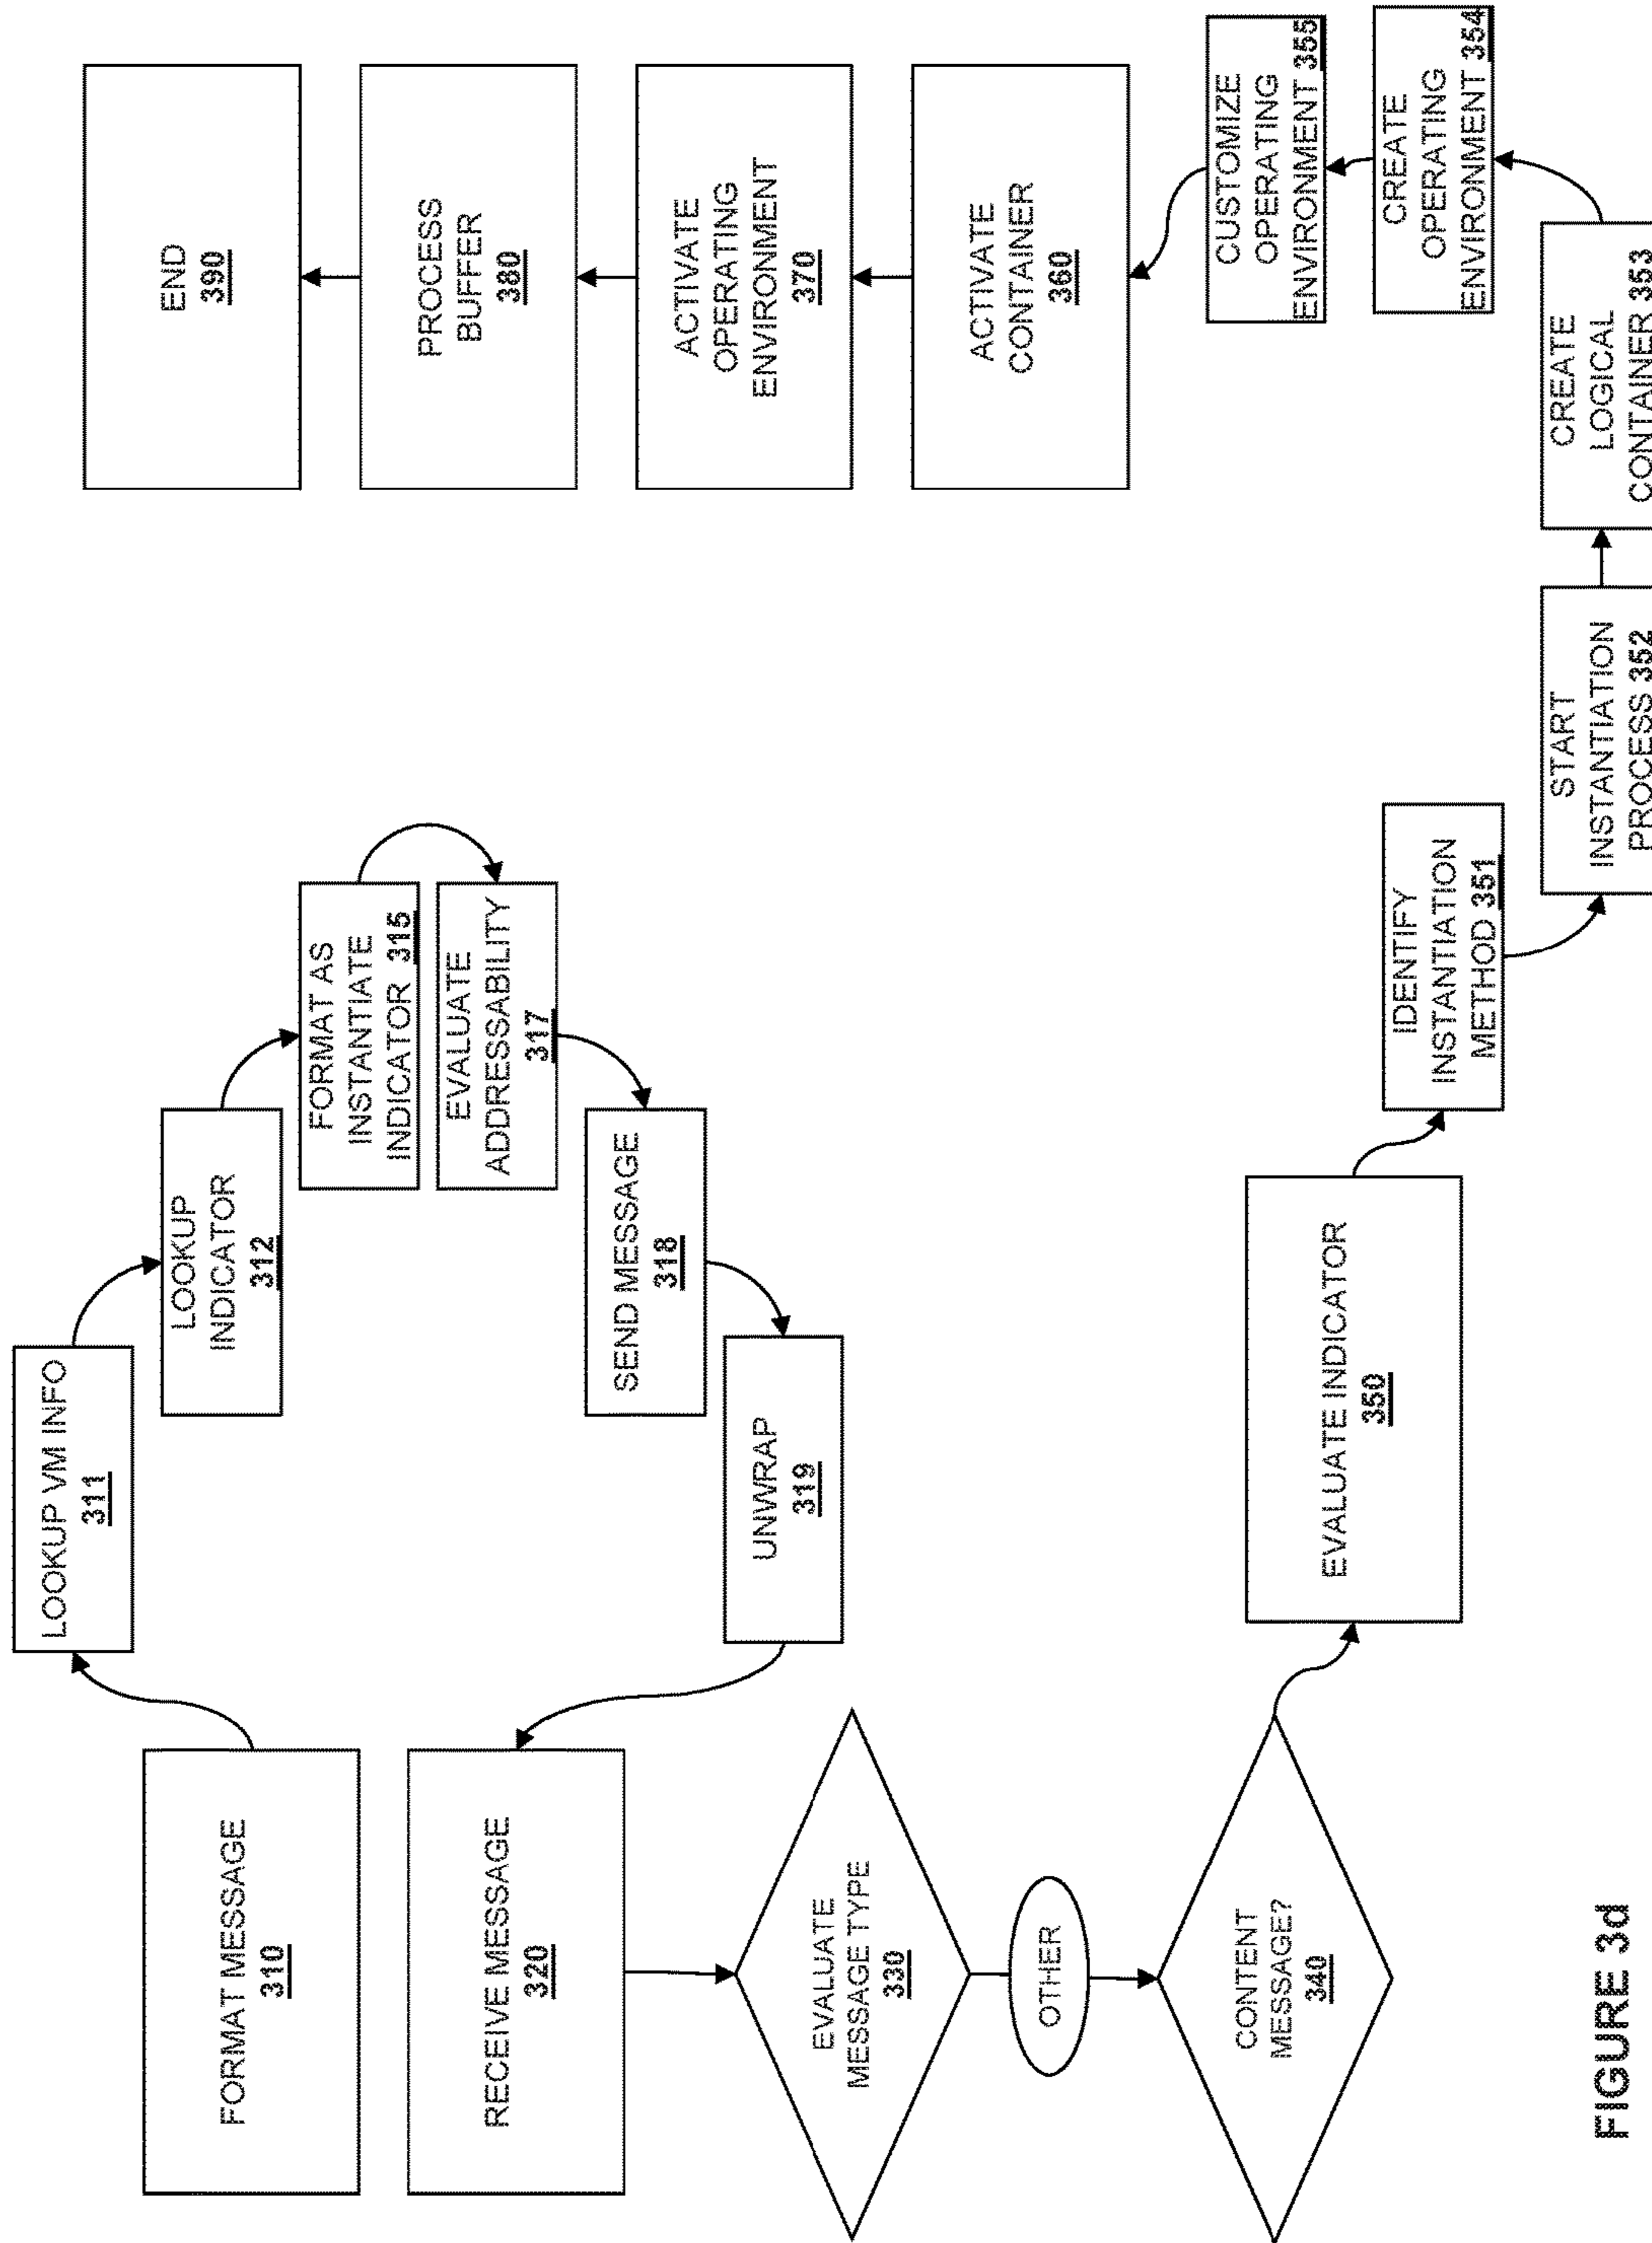 FORMAT MESSAGE
310
LOOKUP VM INFO
311
LOOKUP
INDICATOR
312
FORMAT AS
INSTANTIATE
INDICATOR 315
EVALUATE
ADDRESSABILITY
317
SEND MESSAGE
318
UNWRAP
319
RECEIVE MESSAGE
320
EVALUATE
MESSAGE TYPE
330
OTHER
CONTENT
MESSAGE?
340
EVALUATE INDICATOR
350
IDENTIFY
INSTANTIATION
METHOD 351
START
INSTANTIATION
PROCESS 352
CREATE
LOGICAL
CONTAINER 353
CREATE
OPERATING
ENVIRONMENT 354
CUSTOMIZE
OPERATING
ENVIRONMENT 355
ACTIVATE
CONTAINER
360
ACTIVATE
OPERATING
ENVIRONMENT
370
PROCESS
BUFFER
380
END
390
FIGURE 3d